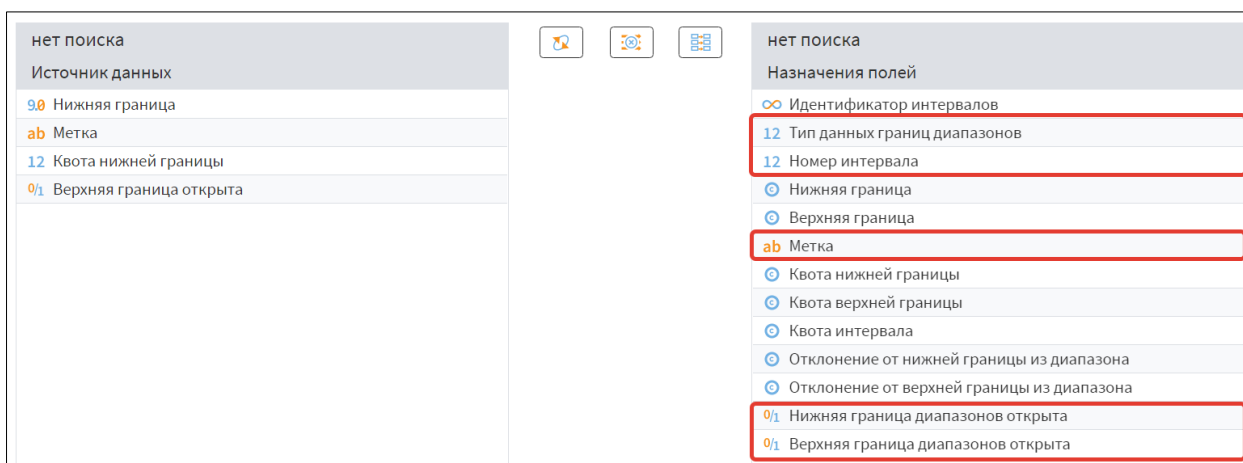 нет поиска
Источник данных
9.0 Нижняя граница
ab Метка
12 Квота нижней границы
0/1 Верхняя граница открыта
нет поиска
Назначения полей
Идентификатор интервалов
12 Тип данных границ диапазонов
12 Номер интервала
Нижняя граница
Верхняя граница
ab Метка
Квота нижней границы
Квота верхней границы
Квота интервала
Отклонение от нижней границы из диапазона
Отклонение от верхней границы из диапазона
0/1 Нижняя граница диапазонов открыта
0/1 Верхняя граница диапазонов открыта